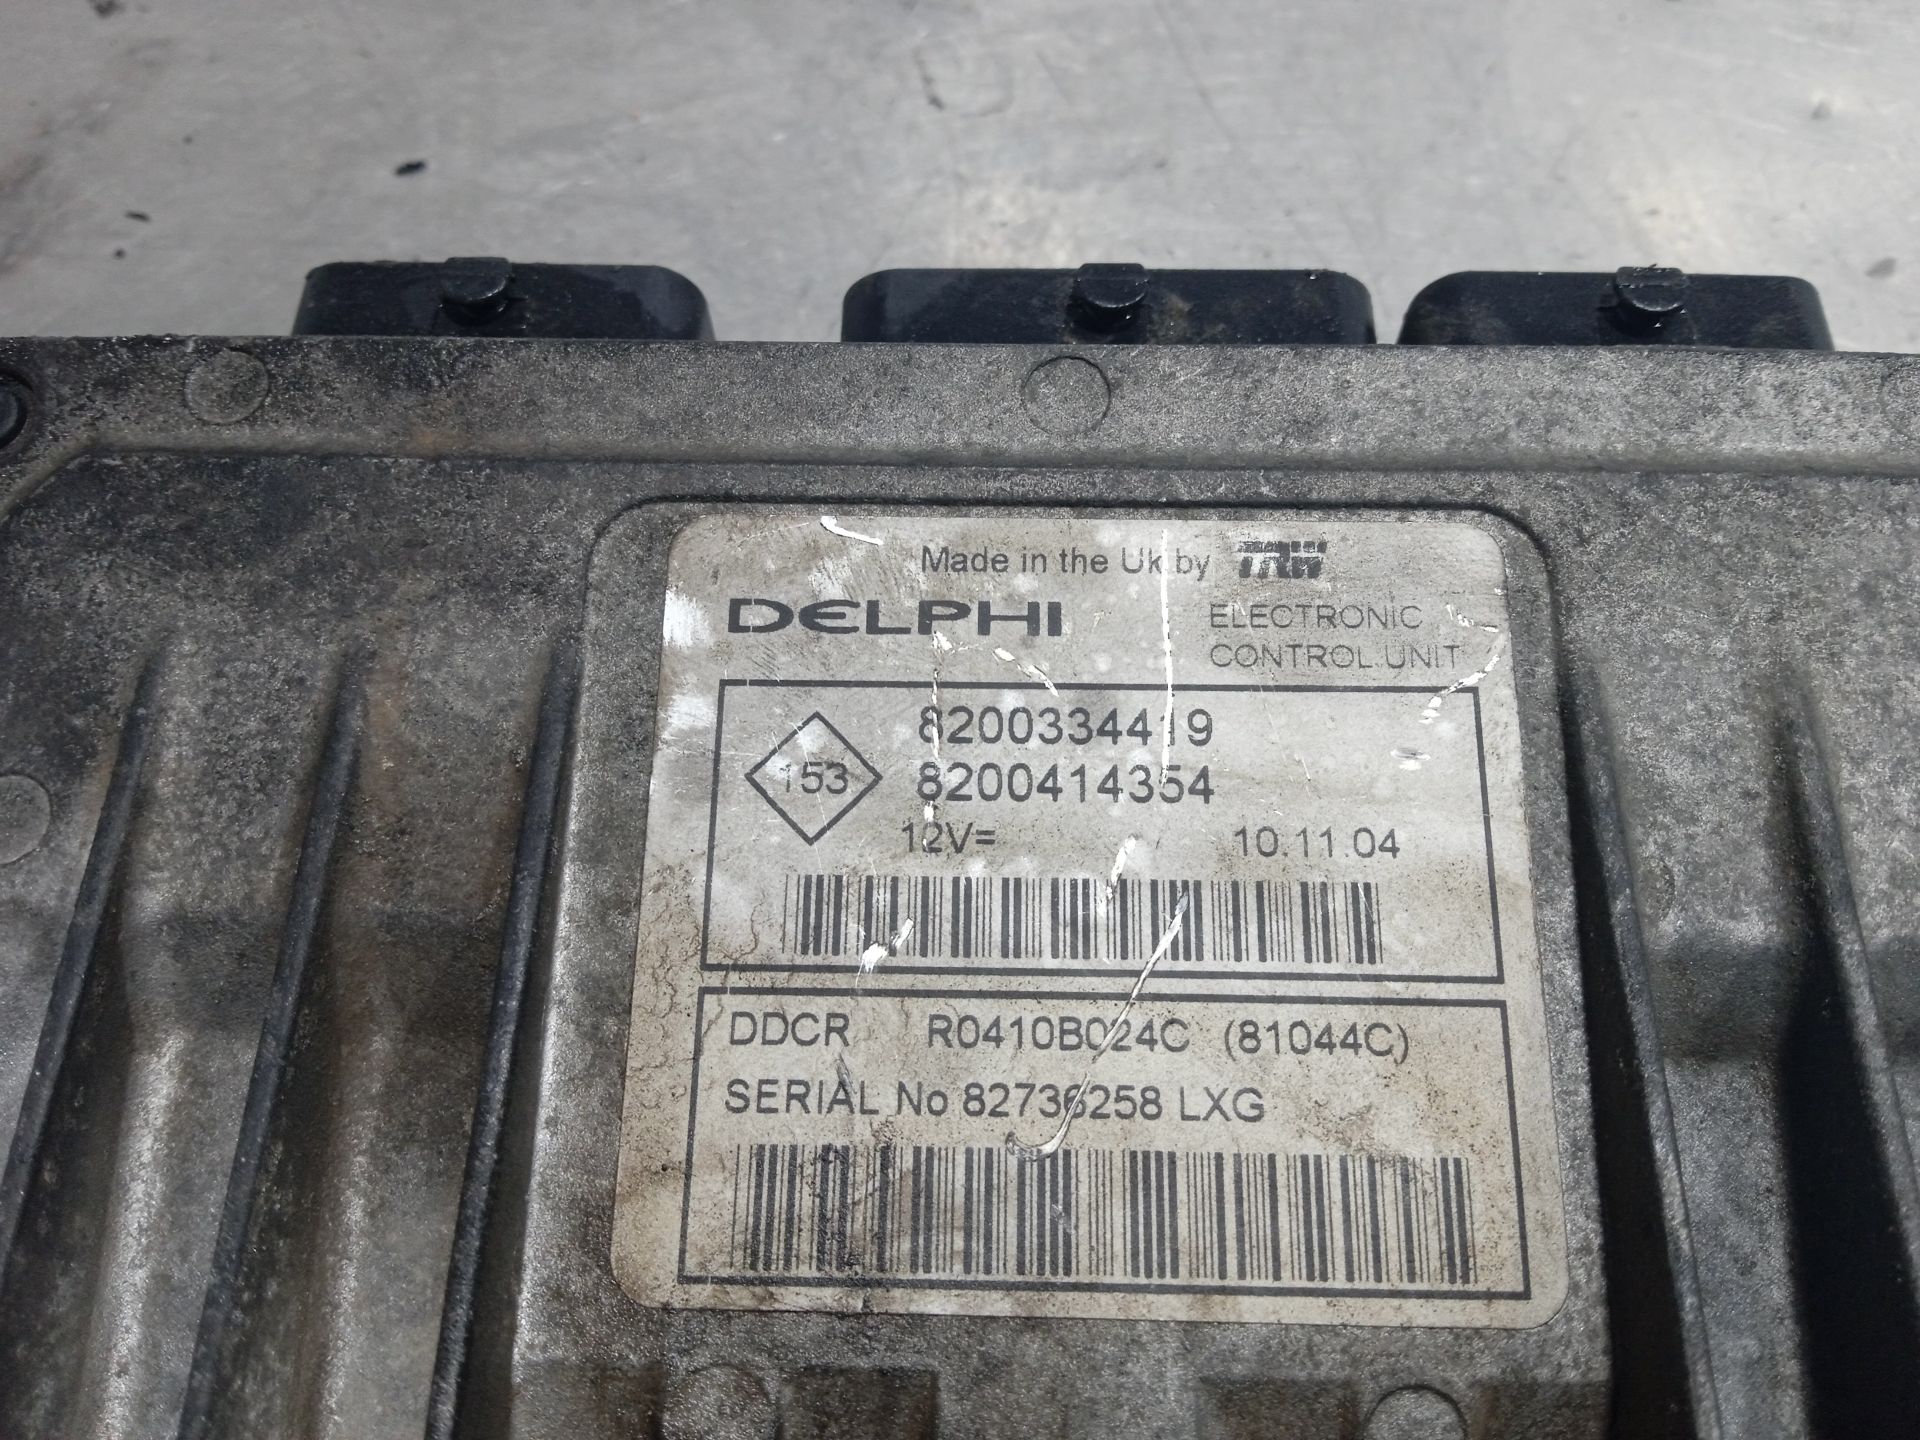 Made in the Uk by TRW
DELPHI
ELECTRONIC
CONTROL UNIT
8200334419
153
8200414354
12V=
10.11.04
DDCR R0410B024C (81044C)
SERIAL No 82736258 LXG